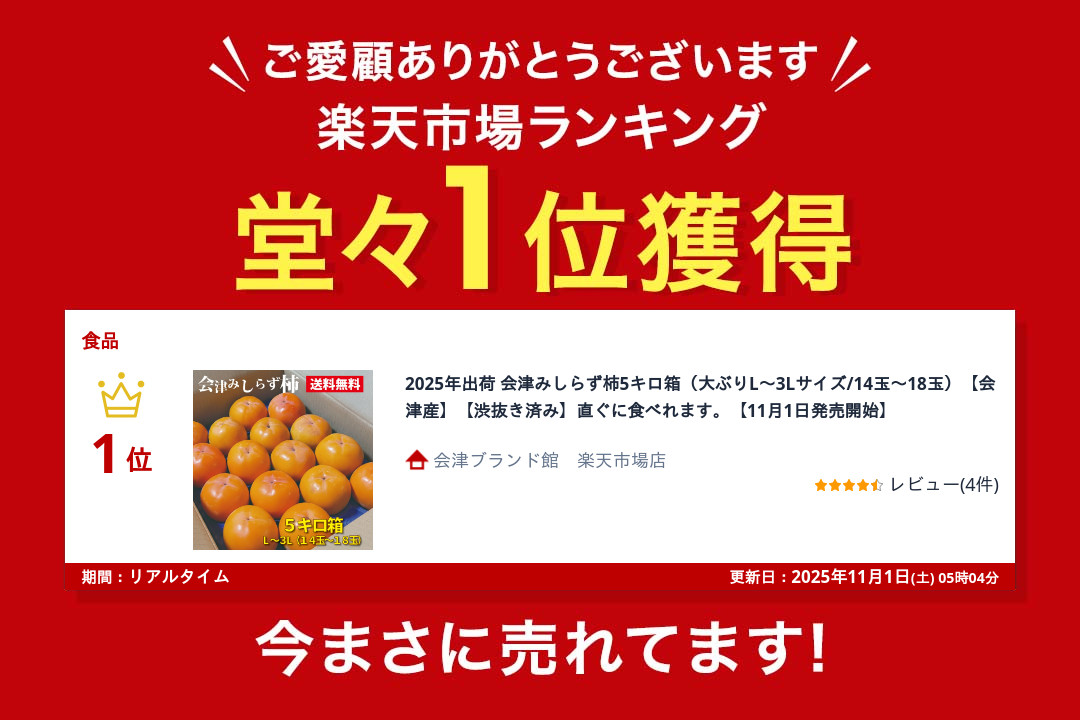 ご愛顧ありがとうございます
楽天市場ランキング
堂々1位獲得
食品
1位
会津みしらず柿 送料無料
5キロ箱
L～3L(14玉～18玉)
2025年出荷 会津みしらず柿5キロ箱（大ぶりL～3Lサイズ/14玉～18玉）【会
津産】【渋抜き済み】直ぐに食べれます。【11月1日発売開始】
会津ブランド館　楽天市場店
レビュー(4件)
期間：リアルタイム
更新日：2025年11月1日(土) 05時04分
今まさに売れてます!